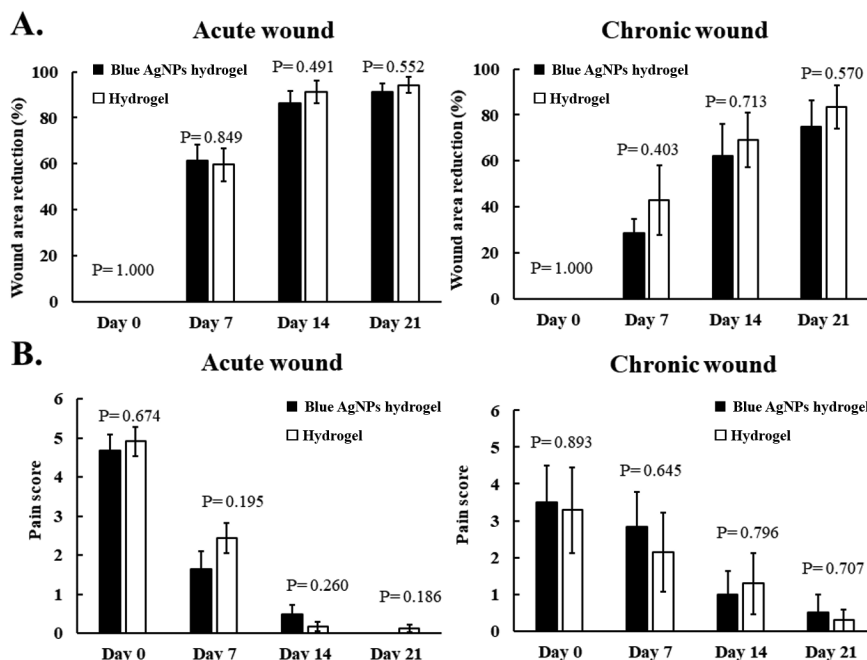 A.
Acute wound
Blue AgNPs hydrogel
Hydrogel
Wound area reduction (%)
100
80
60
40
20
0
P= 1.000
P= 0.849
P= 0.491
P= 0.552
Day 0
Day 7
Day 14
Day 21
Chronic wound
Blue AgNPs hydrogel
Hydrogel
Wound area reduction (%)
100
80
60
40
20
0
P= 1.000
P= 0.403
P= 0.713
P= 0.570
Day 0
Day 7
Day 14
Day 21
B.
Acute wound
Blue AgNPs hydrogel
Hydrogel
Pain score
6
5
4
3
2
1
0
P= 0.674
P= 0.195
P= 0.260
P= 0.186
Day 0
Day 7
Day 14
Day 21
Chronic wound
Blue AgNPs hydrogel
Hydrogel
Pain score
6
5
4
3
2
1
0
P= 0.893
P= 0.645
P= 0.796
P= 0.707
Day 0
Day 7
Day 14
Day 21